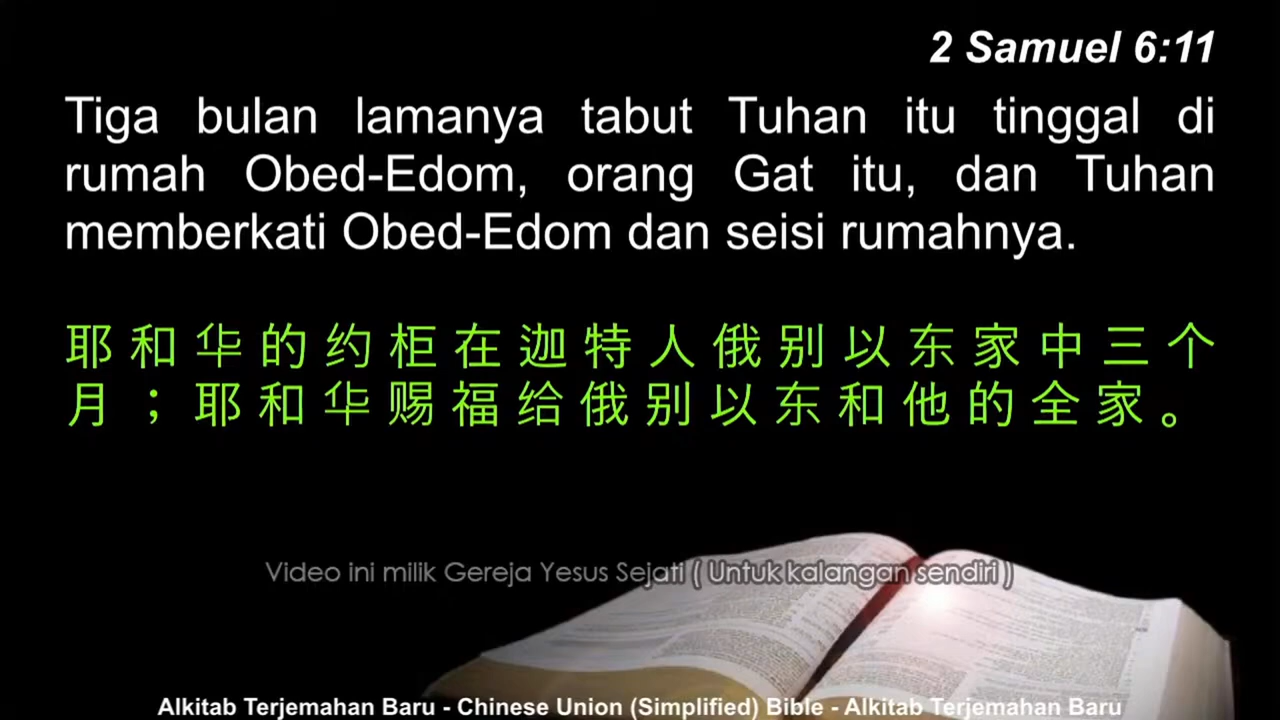 2 Samuel 6:11
Tiga bulan lamanya tabut Tuhan itu tinggal di
rumah Obed-Edom, orang Gat itu, dan Tuhan
memberkati Obed-Edom dan seisi rumahnya.
耶和华的约柜在迦特人俄别以东家中三个
月；耶和华赐福给俄别以东和他的全家。
Video ini milik Gereja Yesus Sejati ( Untuk kalangan sendiri )
Alkitab Terjemahan Baru - Chinese Union (Simplified) Bible - Alkitab Terjemahan Baru